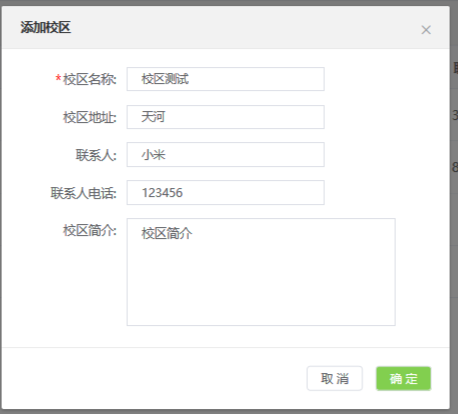 添加校区
×
*校区名称: 校区测试
校区地址: 天河
联系人: 小米
联系人电话: 123456
校区简介: 校区简介
取消 确定
3
8